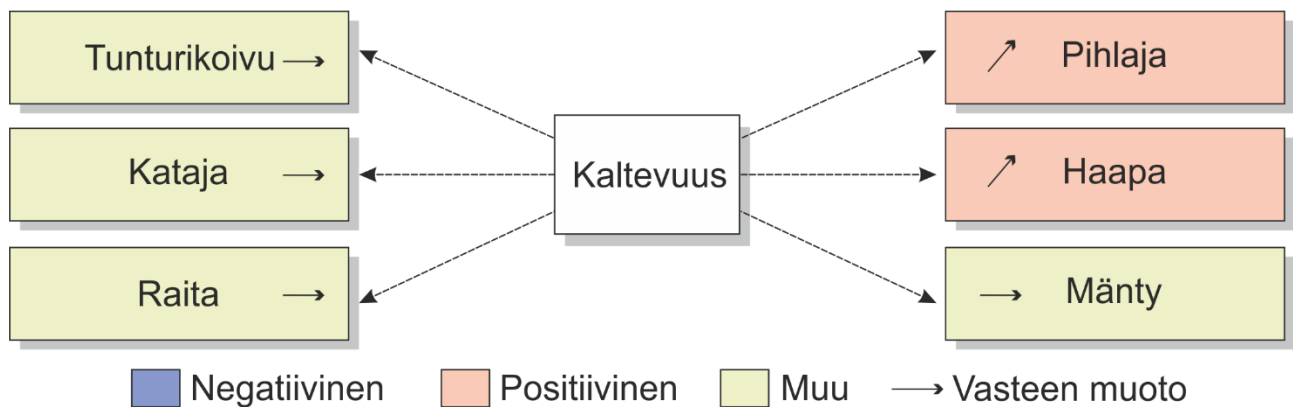 Tunturikoivu
Kataja
Raita
Kaltevuus
Pihlaja
Haapa
Mänty
Negatiivinen
Positiivinen
Muu
Vasteen muoto